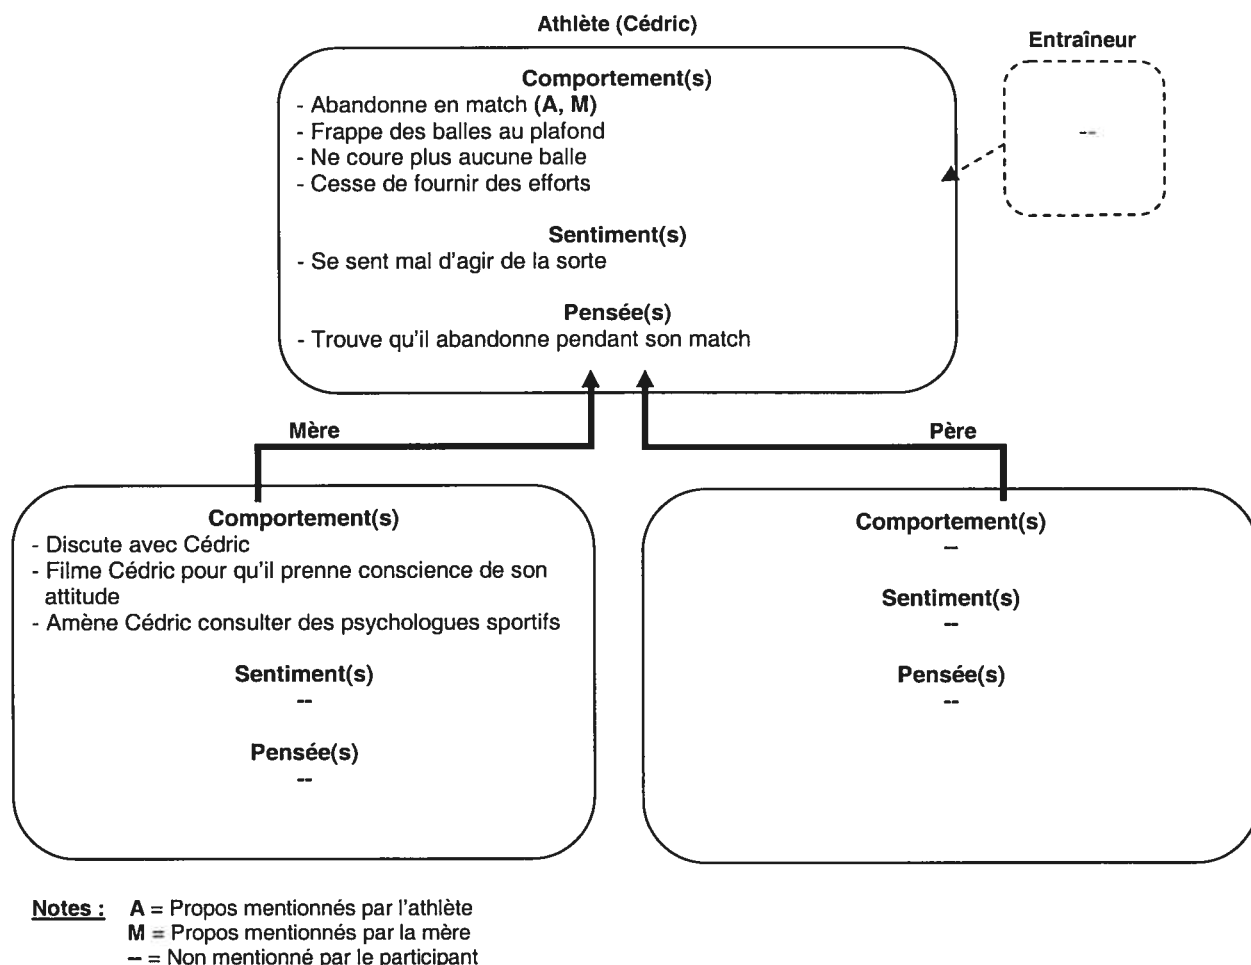 Athlète (Cédric)
Entraîneur
Comportement(s)
- Abandonne en match (A, M)
- Frappe des balles au plafond
- Ne coure plus aucune balle
- Cesse de fournir des efforts
--
Sentiment(s)
- Se sent mal d'agir de la sorte
Pensée(s)
- Trouve qu'il abandonne pendant son match
Mère
Père
Comportement(s)
- Discute avec Cédric
- Filme Cédric pour qu'il prenne conscience de son
attitude
- Amène Cédric consulter des psychologues sportifs
Sentiment(s)
--
Pensée(s)
--
Comportement(s)
--
Sentiment(s)
--
Pensée(s)
--
Notes : A = Propos mentionnés par l'athlète
M = Propos mentionnés par la mère
-- = Non mentionné par le participant